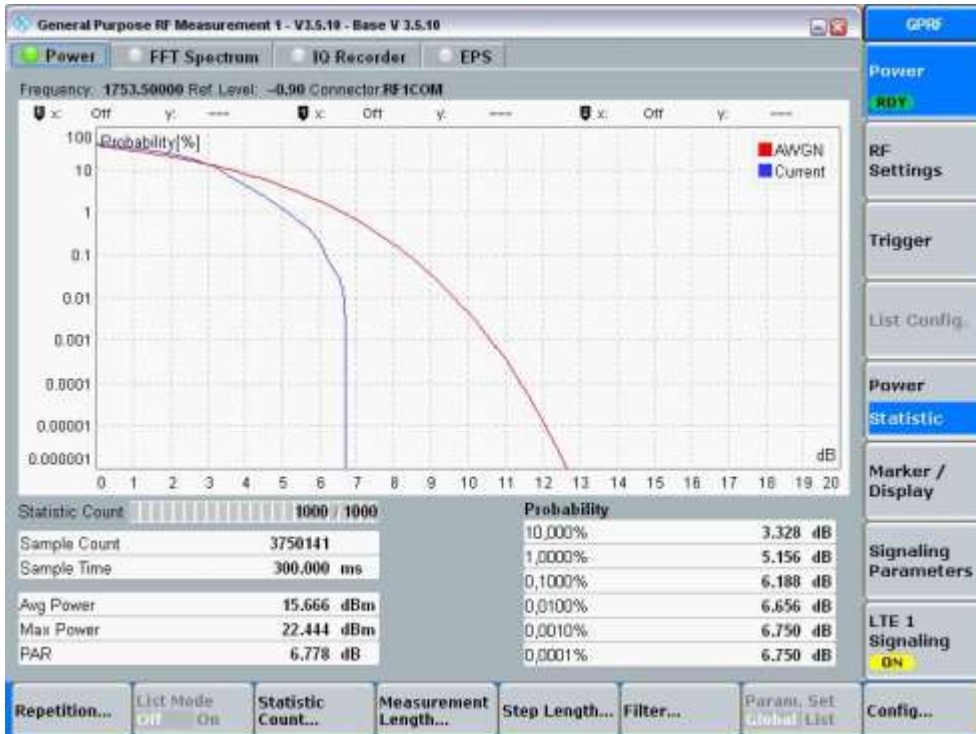 General Purpose RF Measurement 1 - V3.5.10 - Base V 3.5.10
GPRF
Power FFT Spectrum IQ Recorder EPS
Frequency: 1753.50000 Ref. Level: -0.90 Connector:RF1COM
x: Off y: --- x: Off y: --- x: Off y: ---
Probability[%]
AWGN
Current
100
10
1
0.1
0.01
0.001
0.0001
0.00001
0.000001
dB
0 1 2 3 4 5 6 7 8 9 10 11 12 13 14 15 16 17 18 19 20
Statistic Count 1000 / 1000
Sample Count 3750141
Sample Time 300.000 ms
Avg Power 15.666 dBm
Max Power 22.444 dBm
PAR 6.778 dB
Probability
10,000% 3.328 dB
1,0000% 5.156 dB
0,1000% 6.188 dB
0,0100% 6.656 dB
0,0010% 6.750 dB
0,0001% 6.750 dB
Power
RDY
RF
Settings
Trigger
List Config.
Power
Statistic
Marker /
Display
Signaling
Parameters
LTE 1
Signaling
ON
Repetition...
List Mode
Off On
Statistic
Count...
Measurement
Length...
Step Length...
Filter...
Param. Set
Global List
Config...